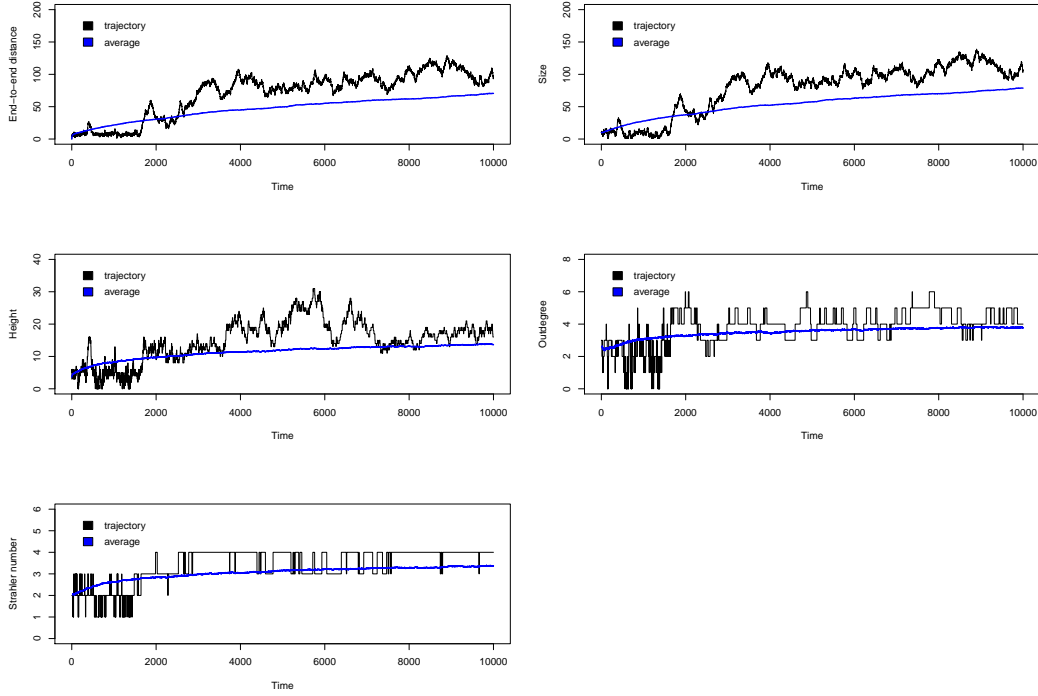 End−to−end distance
0 50 100 150 200
trajectory
average
0 2000 4000 6000 8000 10000
Time
Size
0 50 100 150 200
trajectory
average
0 2000 4000 6000 8000 10000
Time
Height
0 10 20 30 40
trajectory
average
0 2000 4000 6000 8000 10000
Time
Outdegree
0 2 4 6 8
trajectory
average
0 2000 4000 6000 8000 10000
Time
Strahler number
0 1 2 3 4 5 6
trajectory
average
0 2000 4000 6000 8000 10000
Time